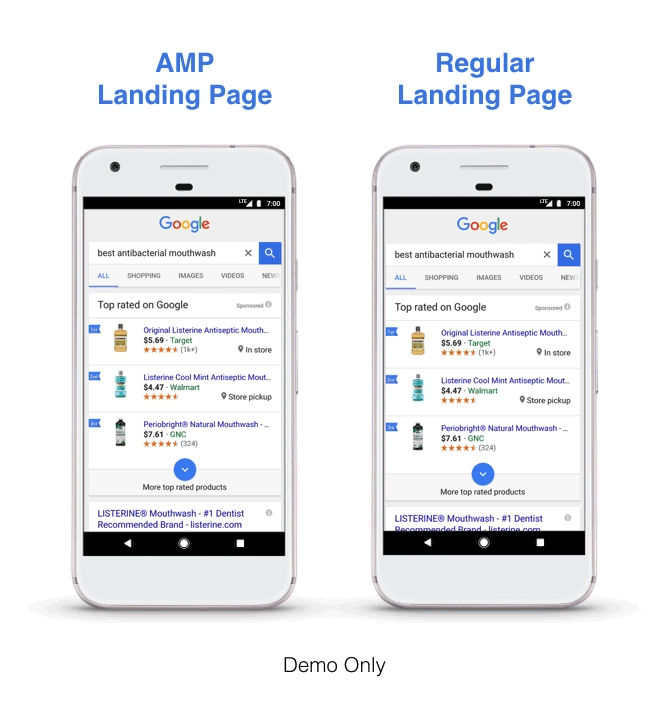 AMP
Landing Page
LTE 7:00
Google
best antibacterial mouthwash
ALL SHOPPING IMAGES VIDEOS NEWS
Top rated on Google Sponsored
1st
Original Listerine Antiseptic Mouth...
$5.69 · Target
(1k+) In store
2nd
Listerine Cool Mint Antiseptic Mout...
$4.47 · Walmart
Store pickup
3rd
Periobright® Natural Mouthwash - ...
$7.61 · GNC
(324)
More top rated products
LISTERINE® Mouthwash - #1 Dentist
Recommended Brand - listerine.com
Regular
Landing Page
LTE 7:00
Google
best antibacterial mouthwash
ALL SHOPPING IMAGES VIDEOS NEWS
Top rated on Google Sponsored
1st
Original Listerine Antiseptic Mouth...
$5.69 · Target
(1k+) In store
2nd
Listerine Cool Mint Antiseptic Mout...
$4.47 · Walmart
Store pickup
3rd
Periobright® Natural Mouthwash - ...
$7.61 · GNC
(324)
More top rated products
LISTERINE® Mouthwash - #1 Dentist
Recommended Brand - listerine.com
Demo Only